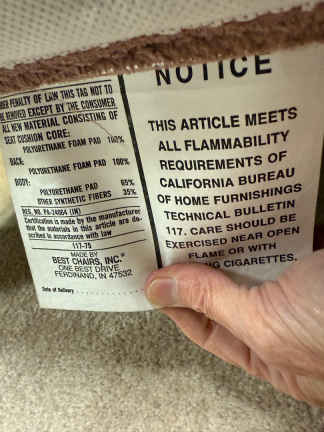 DER PENALTY OF LAW THIS TAG NOT TO
BE REMOVED EXCEPT BY THE CONSUMER
ALL NEW MATERIAL CONSISTING OF
SEAT CUSHION CORE:
POLYURETHANE FOAM PAD 100%
BACK:
POLYURETHANE FOAM PAD 100%
BODY:
POLYURETHANE PAD 65%
OTHER SYNTHETIC FIBERS 35%
REG. NO. PA-24084 (IN)
Certification is made by the manufacturer
that the materials in this article are de-
scribed in accordance with law
117-75
MADE BY
BEST CHAIRS, INC.®
ONE BEST DRIVE
FERDINAND, IN 47532
Date of Delivery
NOTICE
THIS ARTICLE MEETS
ALL FLAMMABILITY
REQUIREMENTS OF
CALIFORNIA BUREAU
OF HOME FURNISHINGS
TECHNICAL BULLETIN
117. CARE SHOULD BE
EXERCISED NEAR OPEN
FLAME OR WITH
NG CIGARETTES.